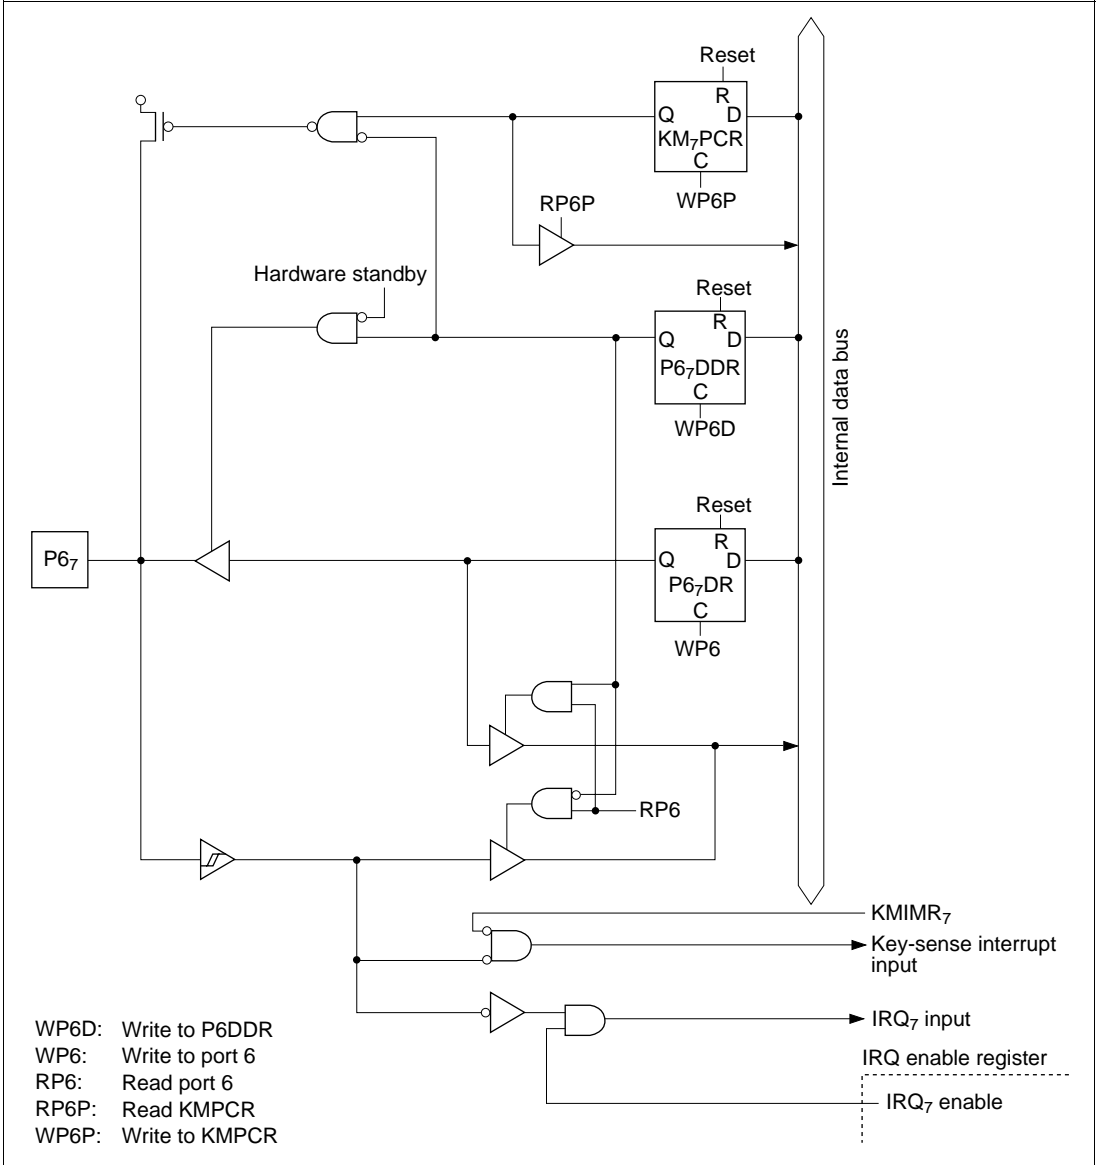 Reset
R
Q D
KM₇PCR
C
WP6P
RP6P
Hardware standby
Reset
R
Q D
P6₇DDR
C
WP6D
Internal data bus
Reset
R
Q D
P6₇DR
C
WP6
P6₇
RP6
KMIMR₇
Key-sense interrupt
input
IRQ₇ input
IRQ enable register
IRQ₇ enable
WP6D: Write to P6DDR
WP6: Write to port 6
RP6: Read port 6
RP6P: Read KMPCR
WP6P: Write to KMPCR